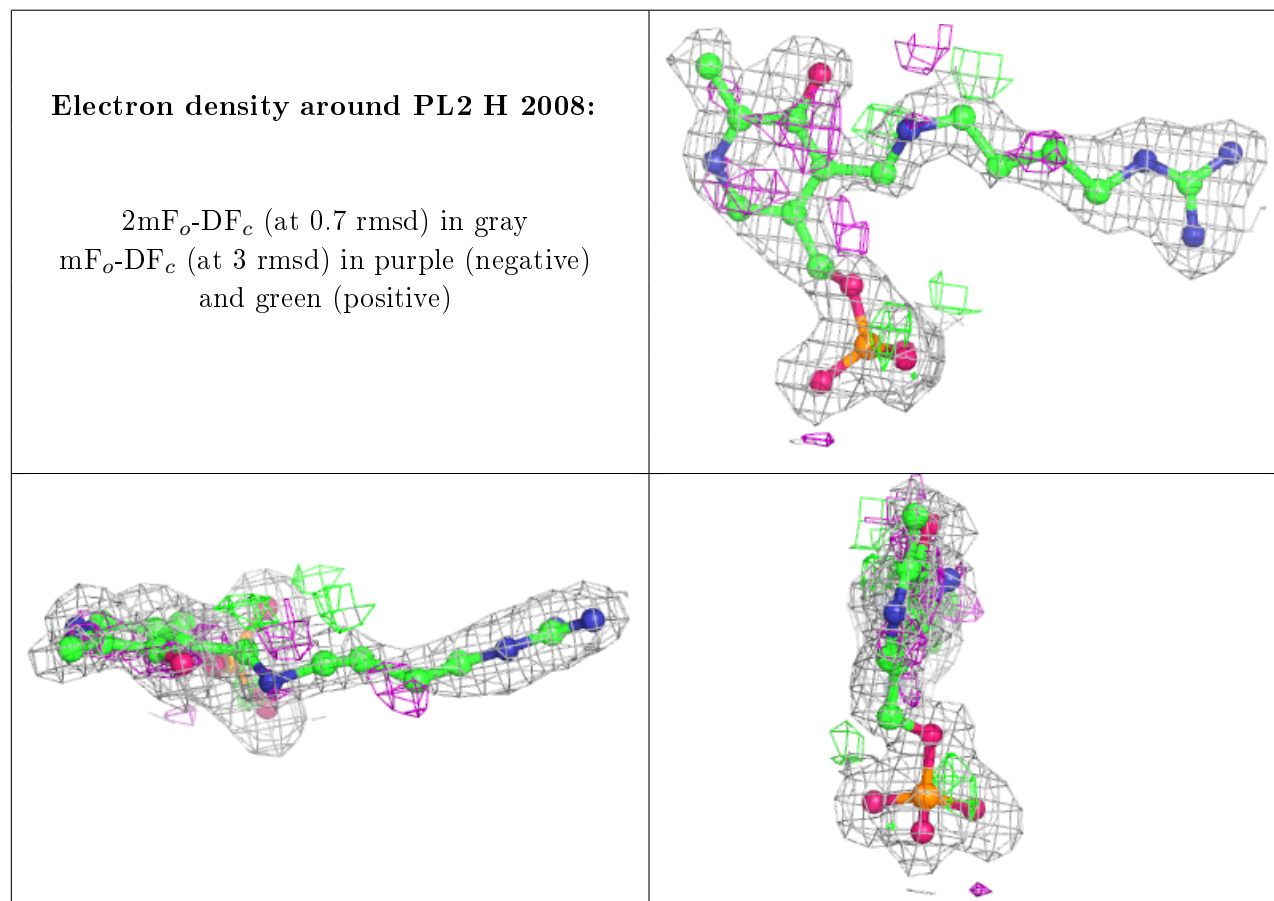 Electron density around PL2 H 2008:
2mFo-DFc (at 0.7 rmsd) in gray
mFo-DFc (at 3 rmsd) in purple (negative)
and green (positive)